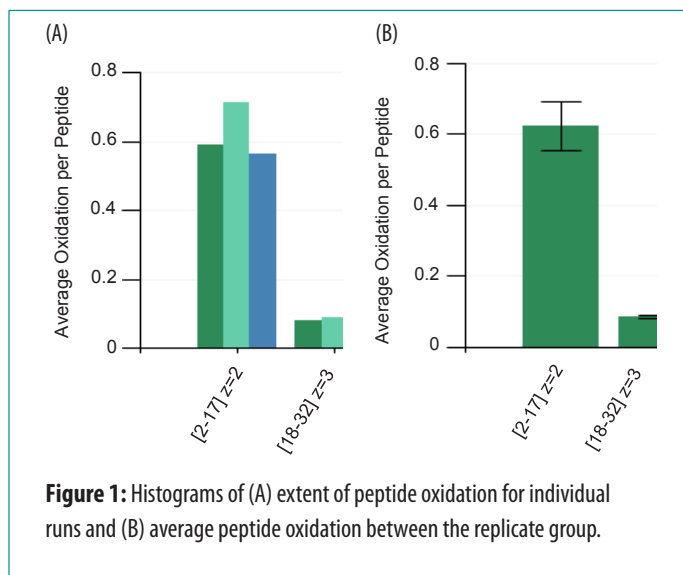 (A)
Average Oxidation per Peptide
0.8
0.6
0.4
0.2
0
[2-17] z=2
[18-32] z=3
(B)
Average Oxidation per Peptide
0.8
0.6
0.4
0.2
0
[2-17] z=2
[18-32] z=3
Figure 1: Histograms of (A) extent of peptide oxidation for individual
runs and (B) average peptide oxidation between the replicate group.